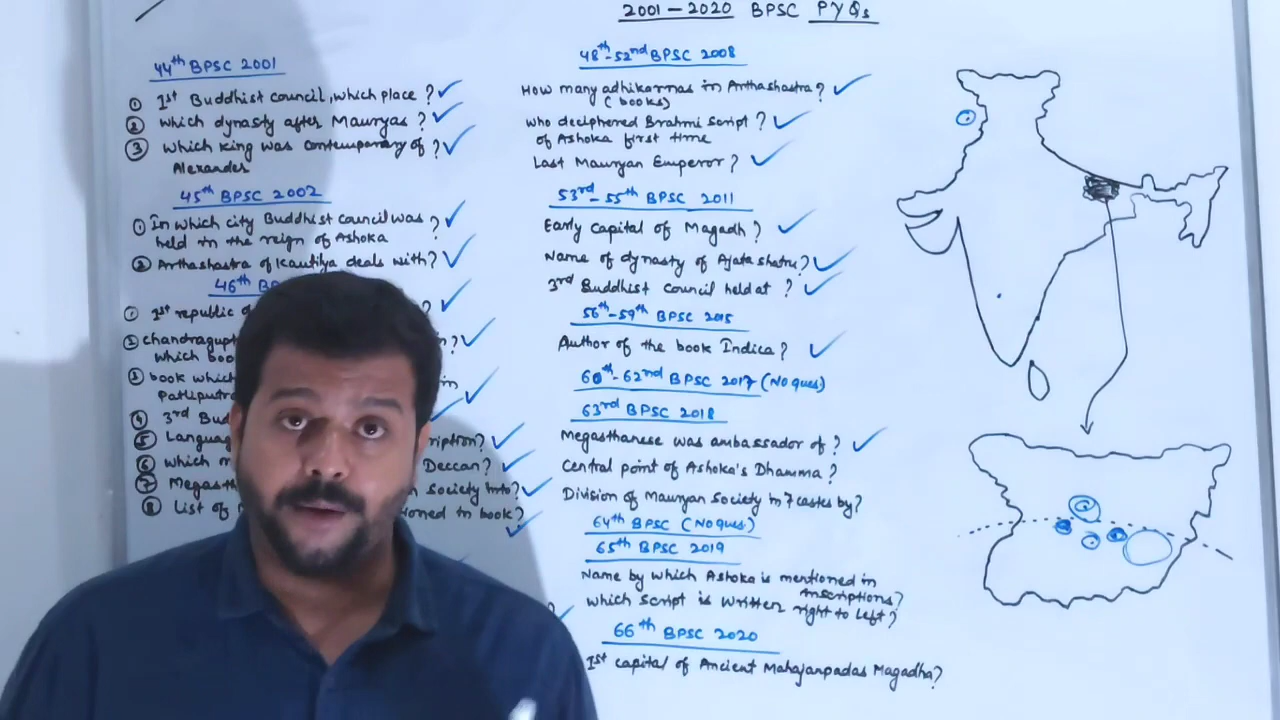 2001 - 2020 BPSC PYQs
44th BPSC 2001
① 1st Buddhist council, which place?
② which dynasty after Mauryas?
③ which king was contemporary of?
Alexander
45th BPSC 2002
① In which city Buddhist council was?
held in the reign of Ashoka
② Arthashastra of Kautilya deals with?
46th
① 1st republic
?
② chandragupt
?
which
③ book which
in
Patliputra
④ 3rd
⑤
?
⑥ which
Deccan?
⑦
society into?
⑧ List of
in book?
?
48th-52nd BPSC 2008
How many adhikarnas in Arthashastra?
(books)
who deciphered Brahmi script?
of Ashoka first time
Last Mauryan Emperor?
53rd-55th BPSC 2011
Early capital of Magadh?
Name of dynasty of Ajatashatru?
3rd Buddhist council held at ?
56th-59th BPSC 2015
Author of the book Indica?
60th-62nd BPSC 2017 (No ques)
63rd BPSC 2018
Megasthanese was ambassador of?
Central point of Ashoka's Dhamma?
Division of Mauryan Society in 7 castes by?
64th BPSC (No ques)
65th BPSC 2019
Name by which Ashoka is mentioned in
inscriptions?
which script is written right to left?
66th BPSC 2020
1st capital of Ancient Mahajanpadas Magadha?